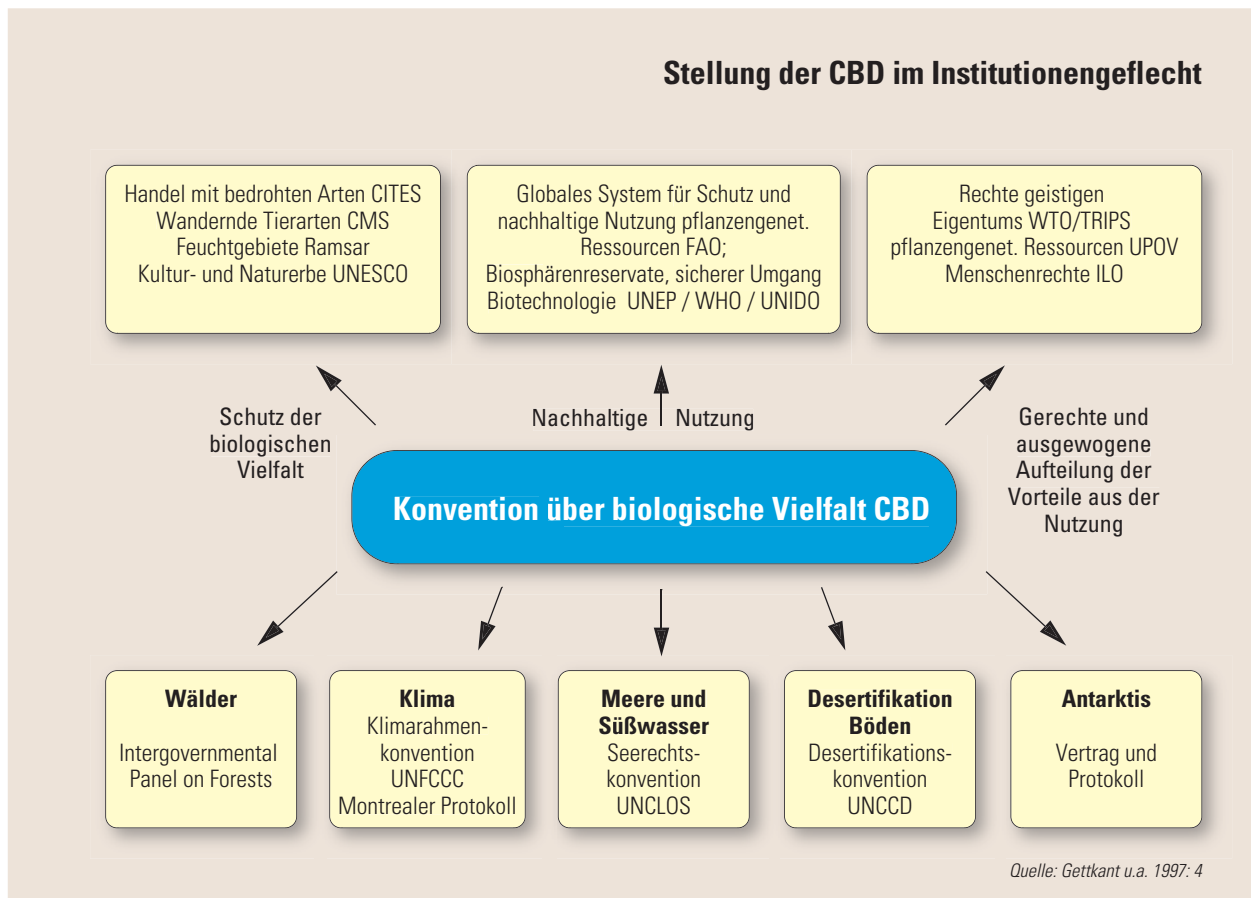 Stellung der CBD im Institutionengeflecht
Handel mit bedrohten Arten CITES
Wandernde Tierarten CMS
Feuchtgebiete Ramsar
Kultur- und Naturerbe UNESCO
Globales System für Schutz und
nachhaltige Nutzung pflanzengenet.
Ressourcen FAO;
Biosphärenreservate, sicherer Umgang
Biotechnologie UNEP / WHO / UNIDO
Rechte geistigen
Eigentums WTO/TRIPS
pflanzengenet. Ressourcen UPOV
Menschenrechte ILO
Schutz der
biologischen
Vielfalt
Nachhaltige Nutzung
Gerechte und
ausgewogene
Aufteilung der
Vorteile aus der
Nutzung
Konvention über biologische Vielfalt CBD
Wälder
Intergovernmental
Panel on Forests
Klima
Klimarahmen-
konvention
UNFCCC
Montrealer Protokoll
Meere und
Süßwasser
Seerechts-
konvention
UNCLOS
Desertifikation
Böden
Desertifikations-
konvention
UNCCD
Antarktis
Vertrag und
Protokoll
Quelle: Gettkant u.a. 1997: 4